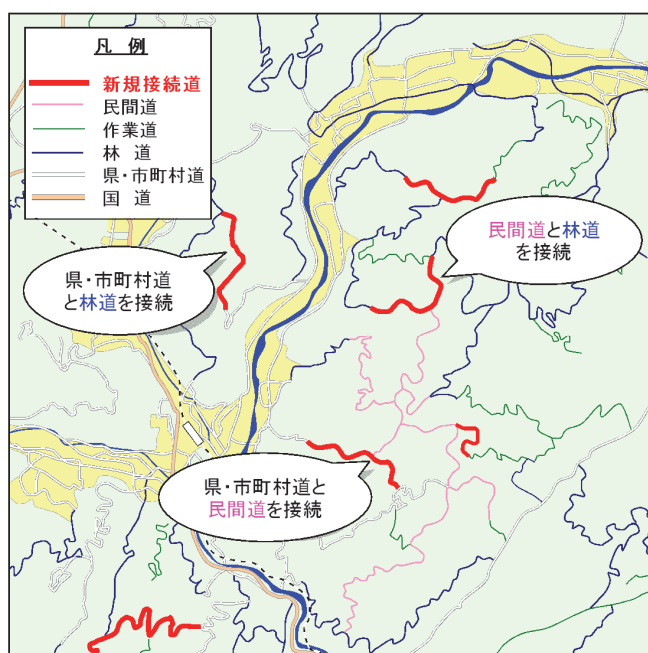 凡 例
新規接続道
民間道
作業道
林 道
県・市町村道
国 道
民間道と林道
を接続
県・市町村道
と林道を接続
県・市町村道と
民間道を接続